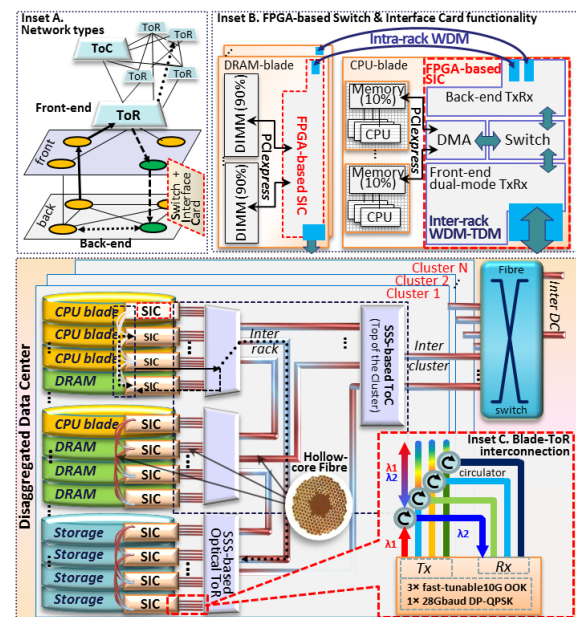 Inset A.
Network types
ToC
ToR
ToR
ToR
ToR
Front-end
ToR
front
back
Switch +
Interface
Card
Back-end
Inset B. FPGA-based Switch & Interface Card functionality
Intra-rack WDM
DRAM-blade
DIMM (90%)
DIMM (90%)
FPGA-based SIC
PCIexpress
CPU-blade
Memory
(10%)
CPU
Memory
(10%)
CPU
PCIexpress
FPGA-based
SIC
Back-end TxRx
DMA
Switch
Front-end
dual-mode TxRx
Inter-rack
WDM-TDM
Disaggregated Data Center
Cluster N
Cluster 2
Cluster 1
CPU blade
SIC
CPU blade
SIC
CPU blade
SIC
DRAM
SIC
CPU blade
SIC
DRAM
SIC
DRAM
SIC
DRAM
SIC
Storage
SIC
Storage
SIC
Storage
SIC
Storage
SIC
Inter
rack
SSS-based ToC
(Top of the Cluster)
Inter
cluster
Fibre
switch
Inter DC
Hollow-
core Fibre
SSS-based
Optical ToR
Inset C. Blade-ToR
interconnection
λ1
λ2
circulator
λ1
λ2
Tx
Rx
3× fast-tunable10G OOK
1× 28Gbaud DP-QPSK